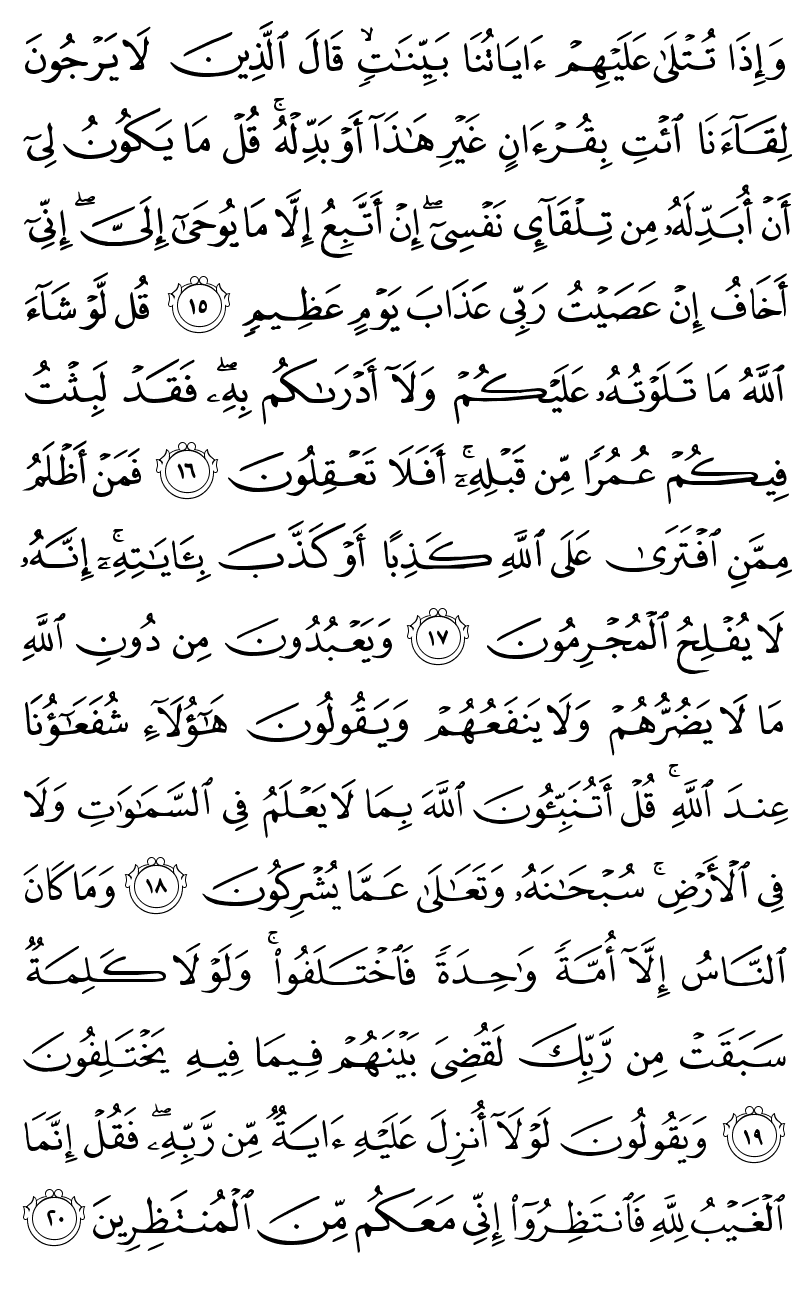 وَإِذَا تُتْلَىٰ عَلَيْهِمْ ءَايَاتُنَا بَيِّنَٰتٍۙ قَالَ ٱلَّذِينَ لَا يَرْجُونَ
لِقَآءَنَا ٱئْتِ بِقُرْءَانٍ غَيْرِ هَٰذَآ أَوْ بَدِّلْهُۚ قُلْ مَا يَكُونُ لِىٓ
أَنْ أُبَدِّلَهُۥ مِن تِلْقَآئِ نَفْسِىٓۖ إِنْ أَتَّبِعُ إِلَّا مَا يُوحَىٰٓ إِلَىَّۖ إِنِّىٓ
أَخَافُ إِنْ عَصَيْتُ رَبِّى عَذَابَ يَوْمٍ عَظِيمٍ ١٥ قُل لَّوْ شَآءَ
ٱللَّهُ مَا تَلَوْتُهُۥ عَلَيْكُمْ وَلَآ أَدْرَىٰكُم بِهِۦۖ فَقَدْ لَبِثْتُ
فِيكُمْ عُمُرًا مِّن قَبْلِهِۦٓۚ أَفَلَا تَعْقِلُونَ ١٦ فَمَنْ أَظْلَمُ
مِمَّنِ ٱفْتَرَىٰ عَلَى ٱللَّهِ كَذِبًا أَوْ كَذَّبَ بِـَٔايَٰتِهِۦٓۚ إِنَّهُۥ
لَا يُفْلِحُ ٱلْمُجْرِمُونَ ١٧ وَيَعْبُدُونَ مِن دُونِ ٱللَّهِ
مَا لَا يَضُرُّهُمْ وَلَا يَنفَعُهُمْ وَيَقُولُونَ هَٰٓؤُلَآءِ شُفَعَٰٓؤُنَا
عِندَ ٱللَّهِۚ قُلْ أَتُنَبِّـُٔونَ ٱللَّهَ بِمَا لَا يَعْلَمُ فِى ٱلسَّمَٰوَٰتِ وَلَا
فِى ٱلْأَرْضِۚ سُبْحَٰنَهُۥ وَتَعَٰلَىٰ عَمَّا يُشْرِكُونَ ١٨ وَمَا كَانَ
ٱلنَّاسُ إِلَّآ أُمَّةً وَٰحِدَةً فَٱخْتَلَفُوا۟ۚ وَلَوْلَا كَلِمَةٌ
سَبَقَتْ مِن رَّبِّكَ لَقُضِىَ بَيْنَهُمْ فِيمَا فِيهِ يَخْتَلِفُونَ
١٩ وَيَقُولُونَ لَوْلَآ أُنزِلَ عَلَيْهِ ءَايَةٌ مِّن رَّبِّهِۦۖ فَقُلْ إِنَّمَا
ٱلْغَيْبُ لِلَّهِ فَٱنتَظِرُوٓا۟ إِنِّى مَعَكُم مِّنَ ٱلْمُنتَظِرِينَ ٢٠